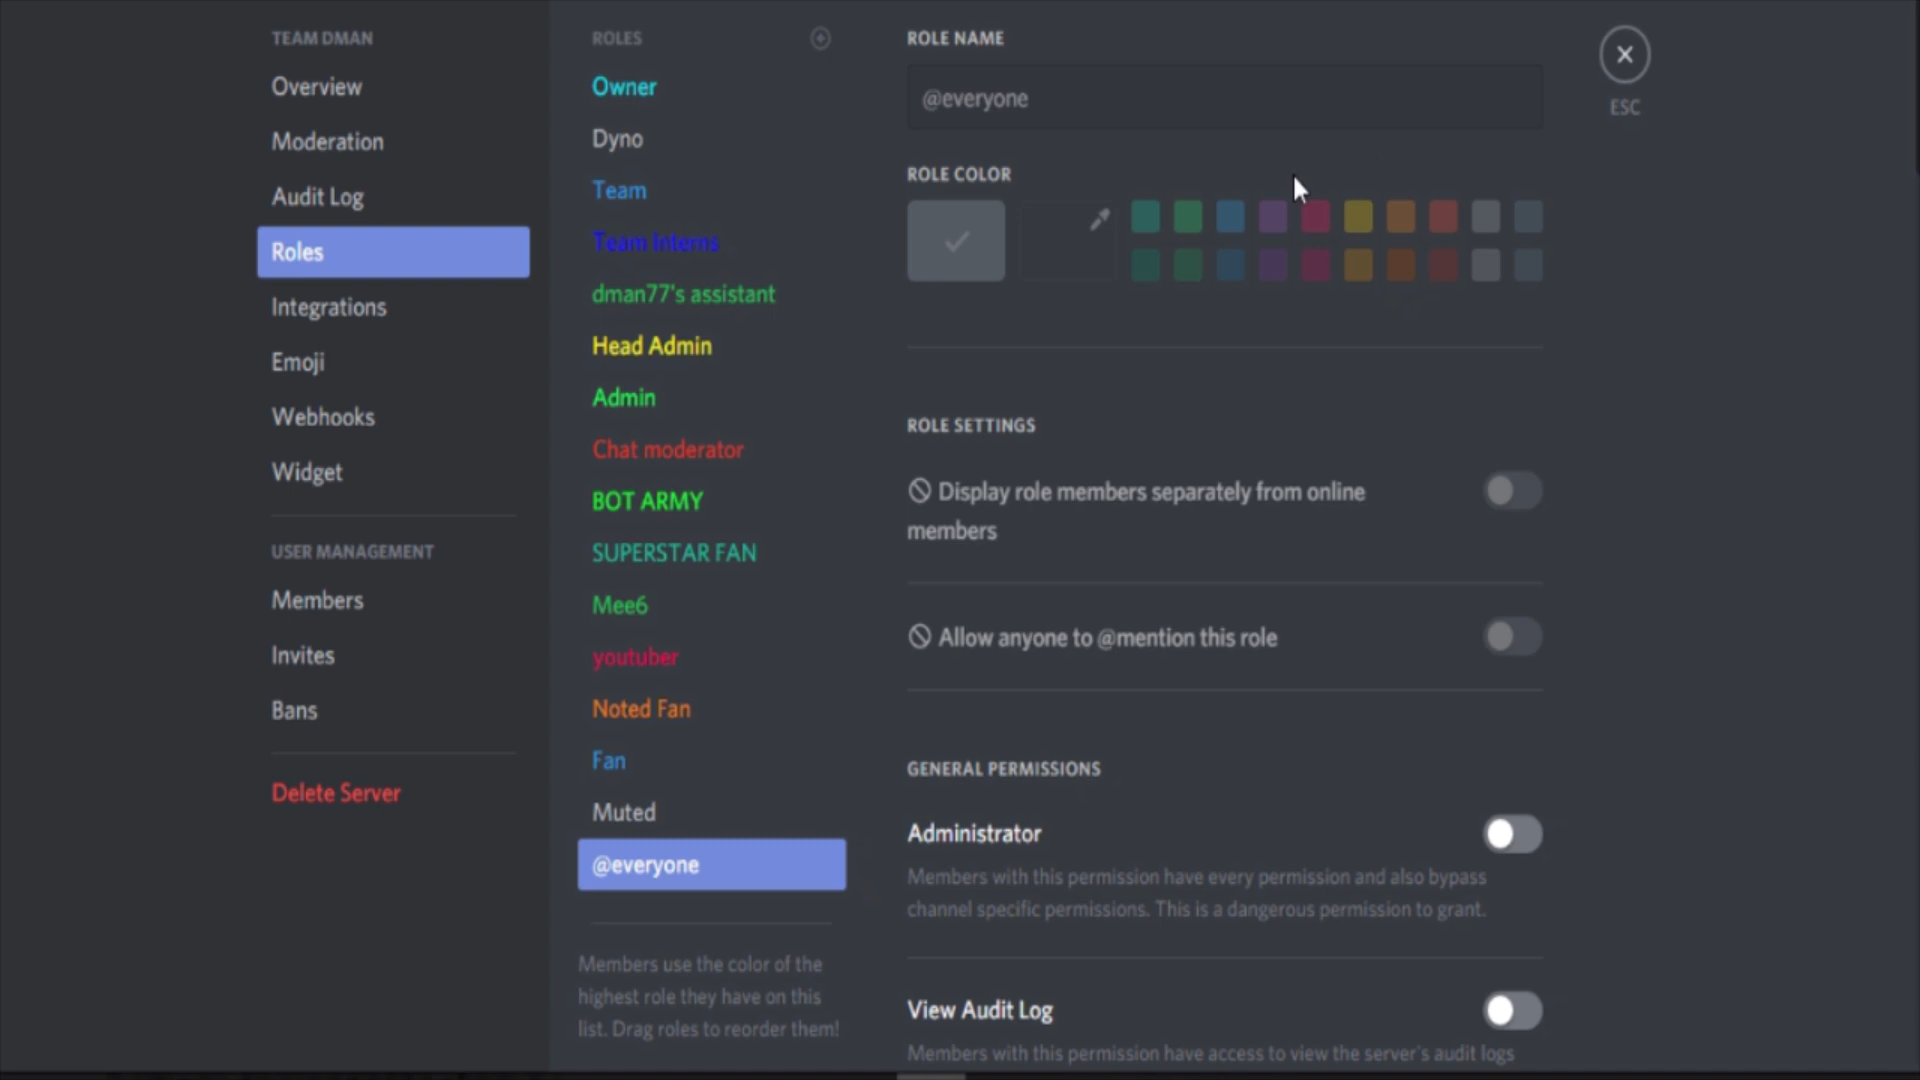 TEAM DMAN
Overview
Moderation
Audit Log
Roles
Integrations
Emoji
Webhooks
Widget
USER MANAGEMENT
Members
Invites
Bans
Delete Server
ROLES
Owner
Dyno
Team
Team Interns
dman77's assistant
Head Admin
Admin
Chat moderator
BOT ARMY
SUPERSTAR FAN
Mee6
youtuber
Noted Fan
Fan
Muted
@everyone
Members use the color of the
highest role they have on this
list. Drag roles to reorder them!
ROLE NAME
@everyone
ROLE COLOR
ROLE SETTINGS
Display role members separately from online
members
Allow anyone to @mention this role
GENERAL PERMISSIONS
Administrator
Members with this permission have every permission and also bypass
channel specific permissions. This is a dangerous permission to grant.
View Audit Log
Members with this permission have access to view the server's audit logs
ESC